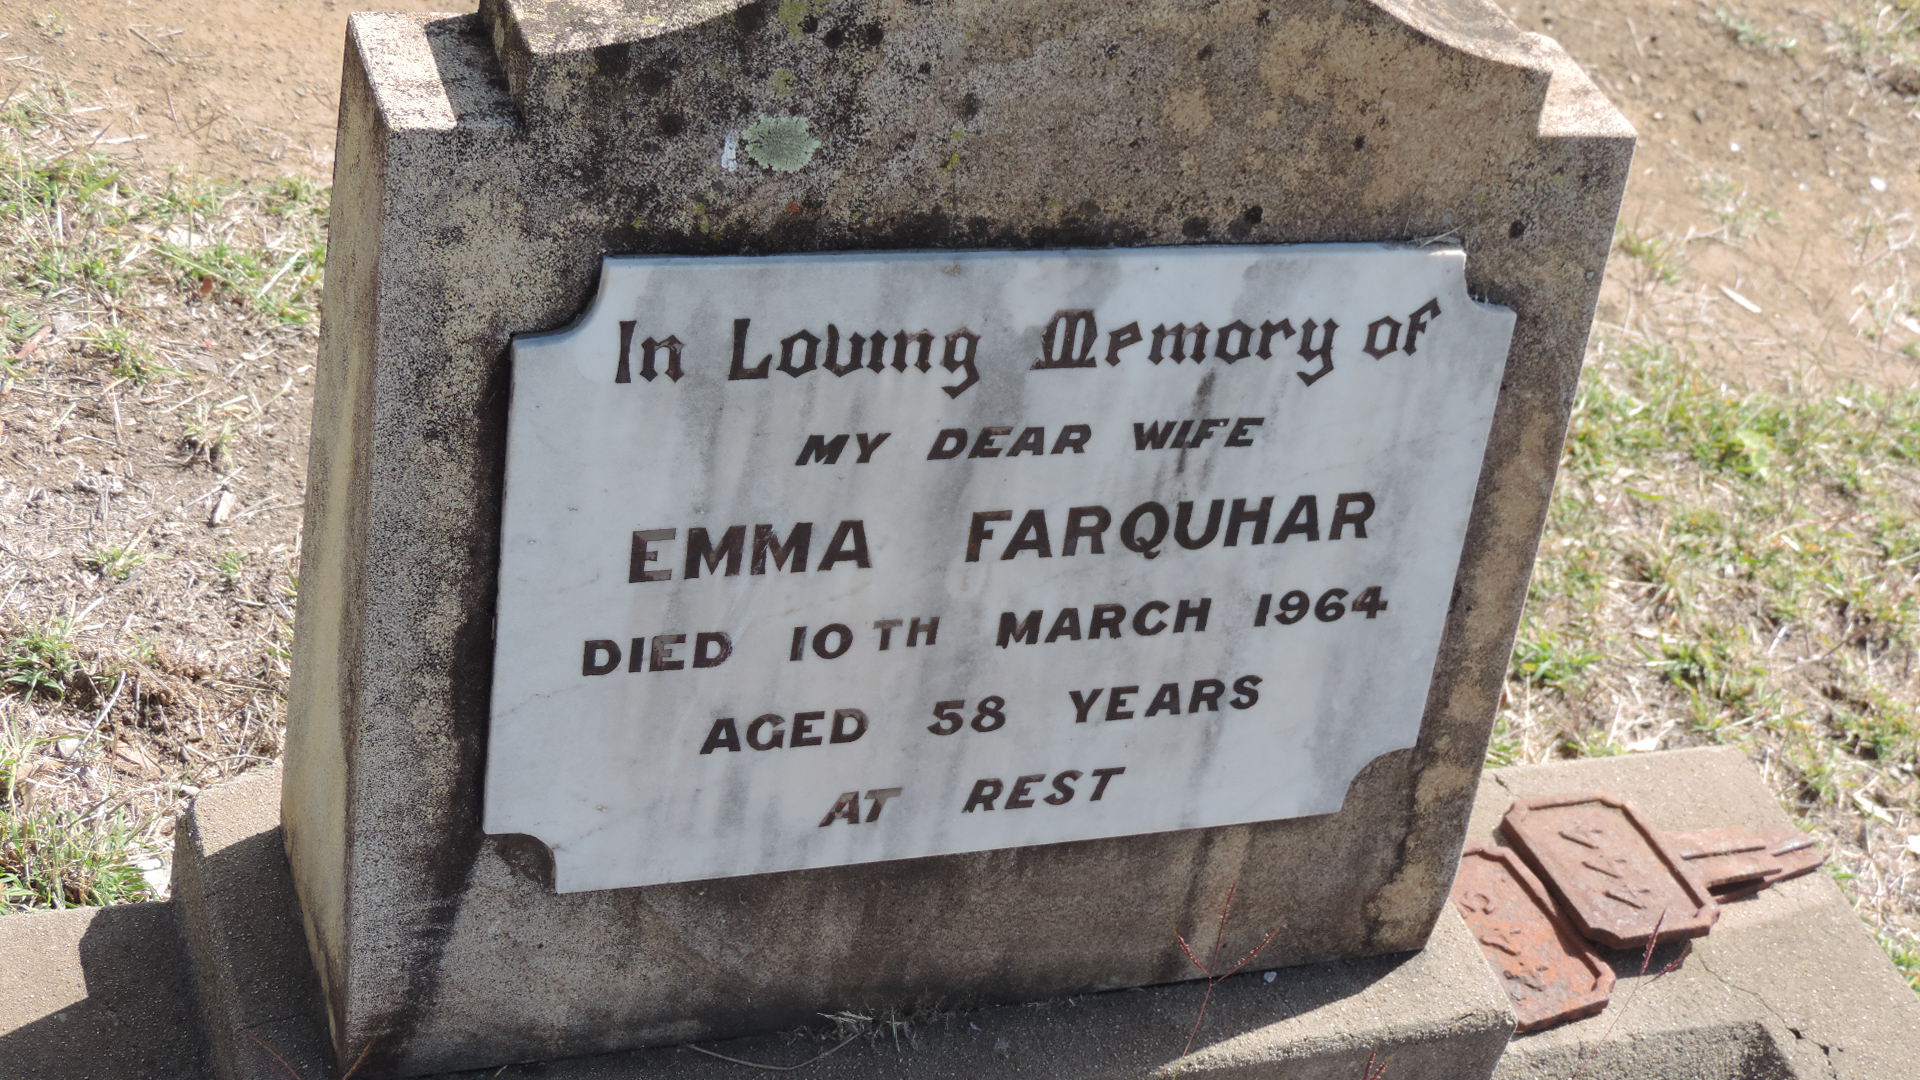 In Loving Memory of
MY DEAR WIFE
EMMA FARQUHAR
DIED 10TH MARCH 1964
AGED 58 YEARS
AT REST